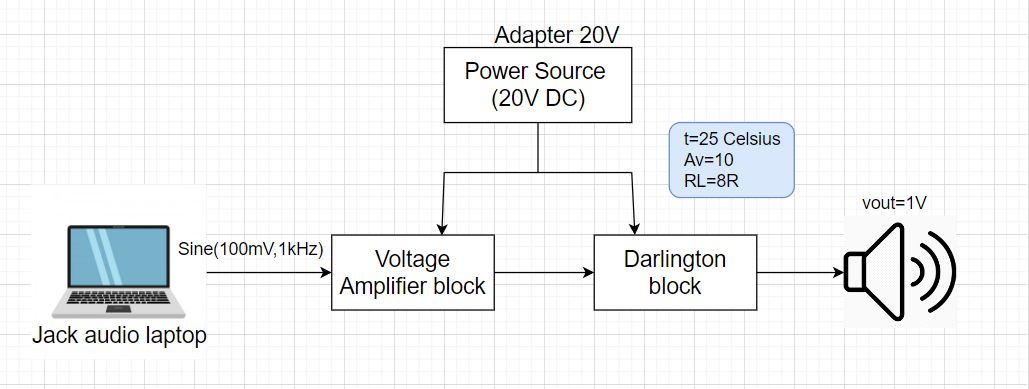 Adapter 20V
Power Source
(20V DC)
t=25 Celsius
Av=10
RL=8R
vout=1V
Sine(100mV,1kHz)
Voltage
Amplifier block
Darlington
block
Jack audio laptop